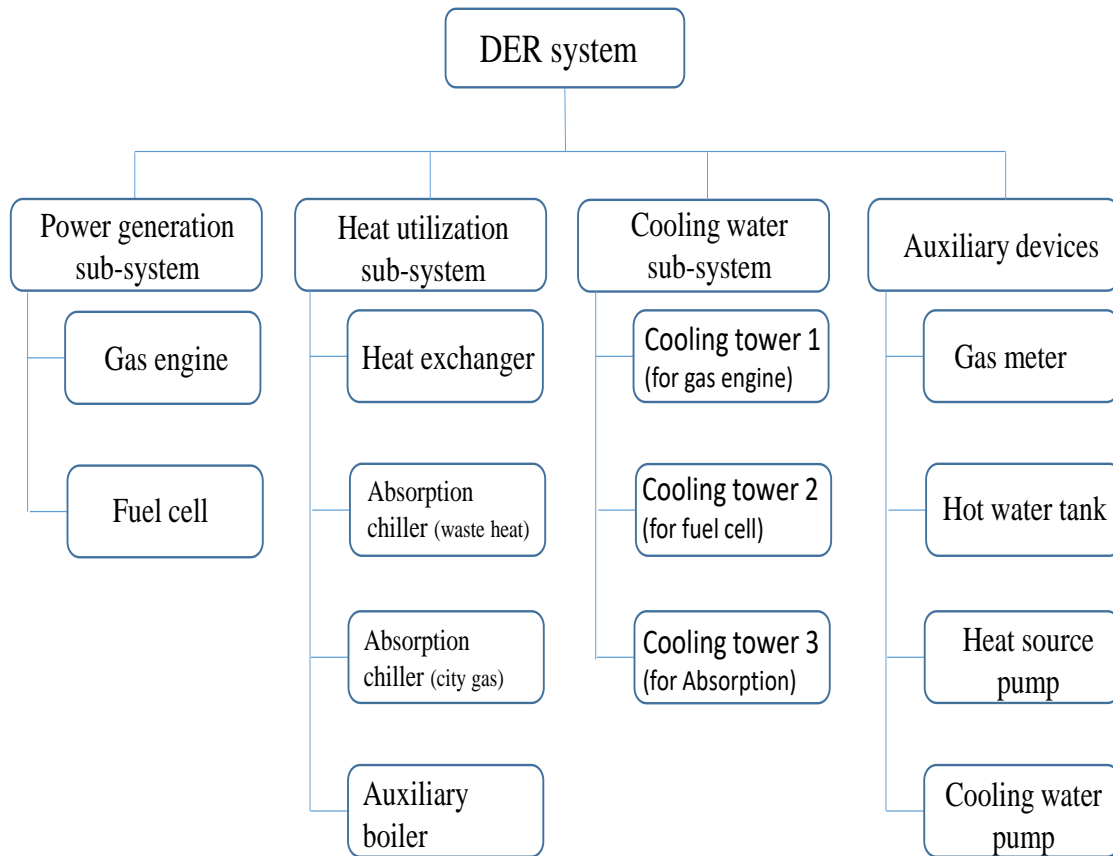 DER system
Power generation
sub-system
Heat utilization
sub-system
Cooling water
sub-system
Auxiliary devices
Gas engine
Fuel cell
Heat exchanger
Absorption
chiller (waste heat)
Absorption
chiller (city gas)
Auxiliary
boiler
Cooling tower 1
(for gas engine)
Cooling tower 2
(for fuel cell)
Cooling tower 3
(for Absorption)
Gas meter
Hot water tank
Heat source
pump
Cooling water
pump